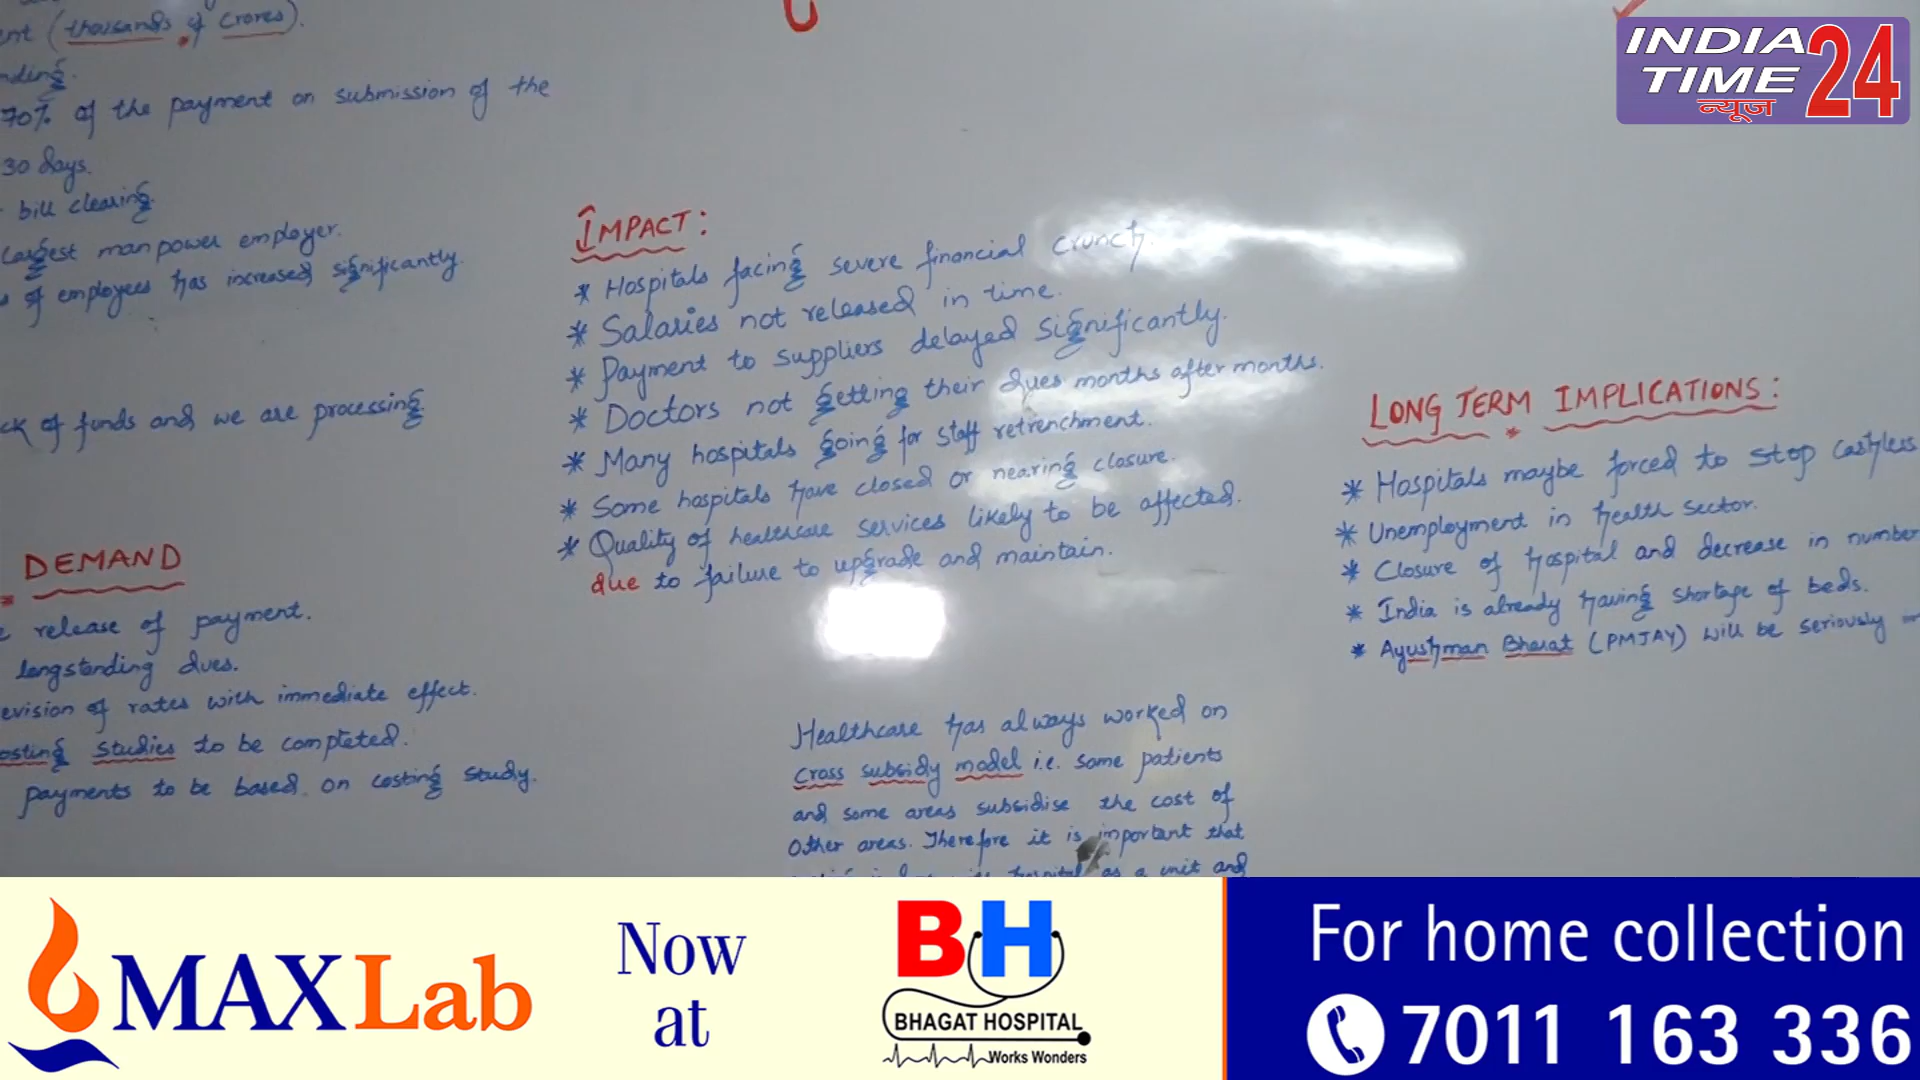 (thousands of crores).
70% of the payment on submission of the
30 days.
bill clearing.
largest man power employer.
of employees has increased significantly.
of funds and we are processing
DEMAND
release of payment.
longstanding dues.
of rates with immediate effect.
studies to be completed.
payments to be based on costing study.
IMPACT:
* Hospitals facing severe financial crunch.
* Salaries not released in time.
* Payment to suppliers delayed significantly.
* Doctors not getting their dues months after months.
* Many hospitals going for staff retrenchment.
* Some hospitals have closed or nearing closure.
* Quality of healthcare services likely to be affected.
due to failure to upgrade and maintain.
Healthcare has always worked on
cross subsidy model i.e. some patients
and some areas subsidise the cost of
other areas. Therefore it is important that
hospital as a unit and
LONG TERM IMPLICATIONS:
* Hospitals maybe forced to stop cashless
* Unemployment in health sector.
* Closure of hospital and decrease in number
* India is already having shortage of beds.
* Ayushman Bharat (PMJAY) will be seriously
INDIA
TIME 24
न्यूज
MAX Lab
Now
at
BH
BHAGAT HOSPITAL
Works Wonders
For home collection
7011 163 336